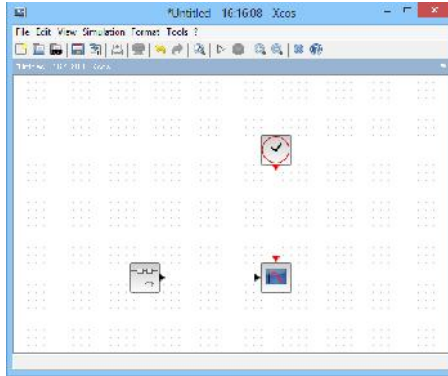 *Untitled 16:16:08 Xcos
File Edit View Simulation Format Tools ?